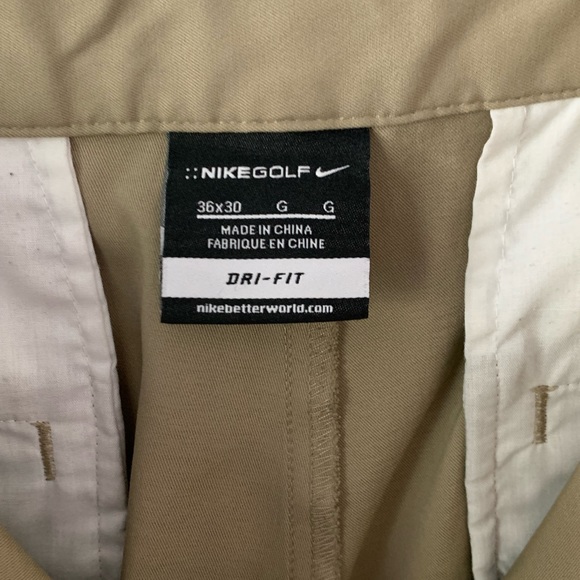 ::NIKEGOLF
36x30 G G
MADE IN CHINA
FABRIQUE EN CHINE
DRI-FIT
nikebetterworld.com